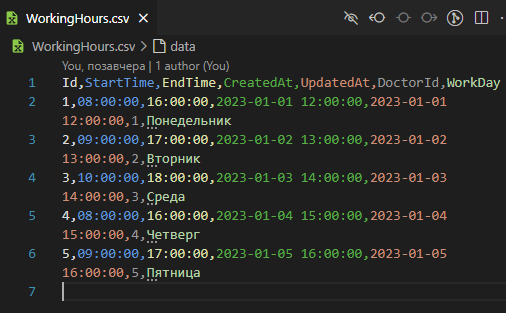 WorkingHours.csv
WorkingHours.csv > data
You, позавчера | 1 author (You)
1 Id,StartTime,EndTime,CreatedAt,UpdatedAt,DoctorId,WorkDay
2 1,08:00:00,16:00:00,2023-01-01 12:00:00,2023-01-01
12:00:00,1,Понедельник
3 2,09:00:00,17:00:00,2023-01-02 13:00:00,2023-01-02
13:00:00,2,Вторник
4 3,10:00:00,18:00:00,2023-01-03 14:00:00,2023-01-03
14:00:00,3,Среда
5 4,08:00:00,16:00:00,2023-01-04 15:00:00,2023-01-04
15:00:00,4,Четверг
6 5,09:00:00,17:00:00,2023-01-05 16:00:00,2023-01-05
16:00:00,5,Пятница
7